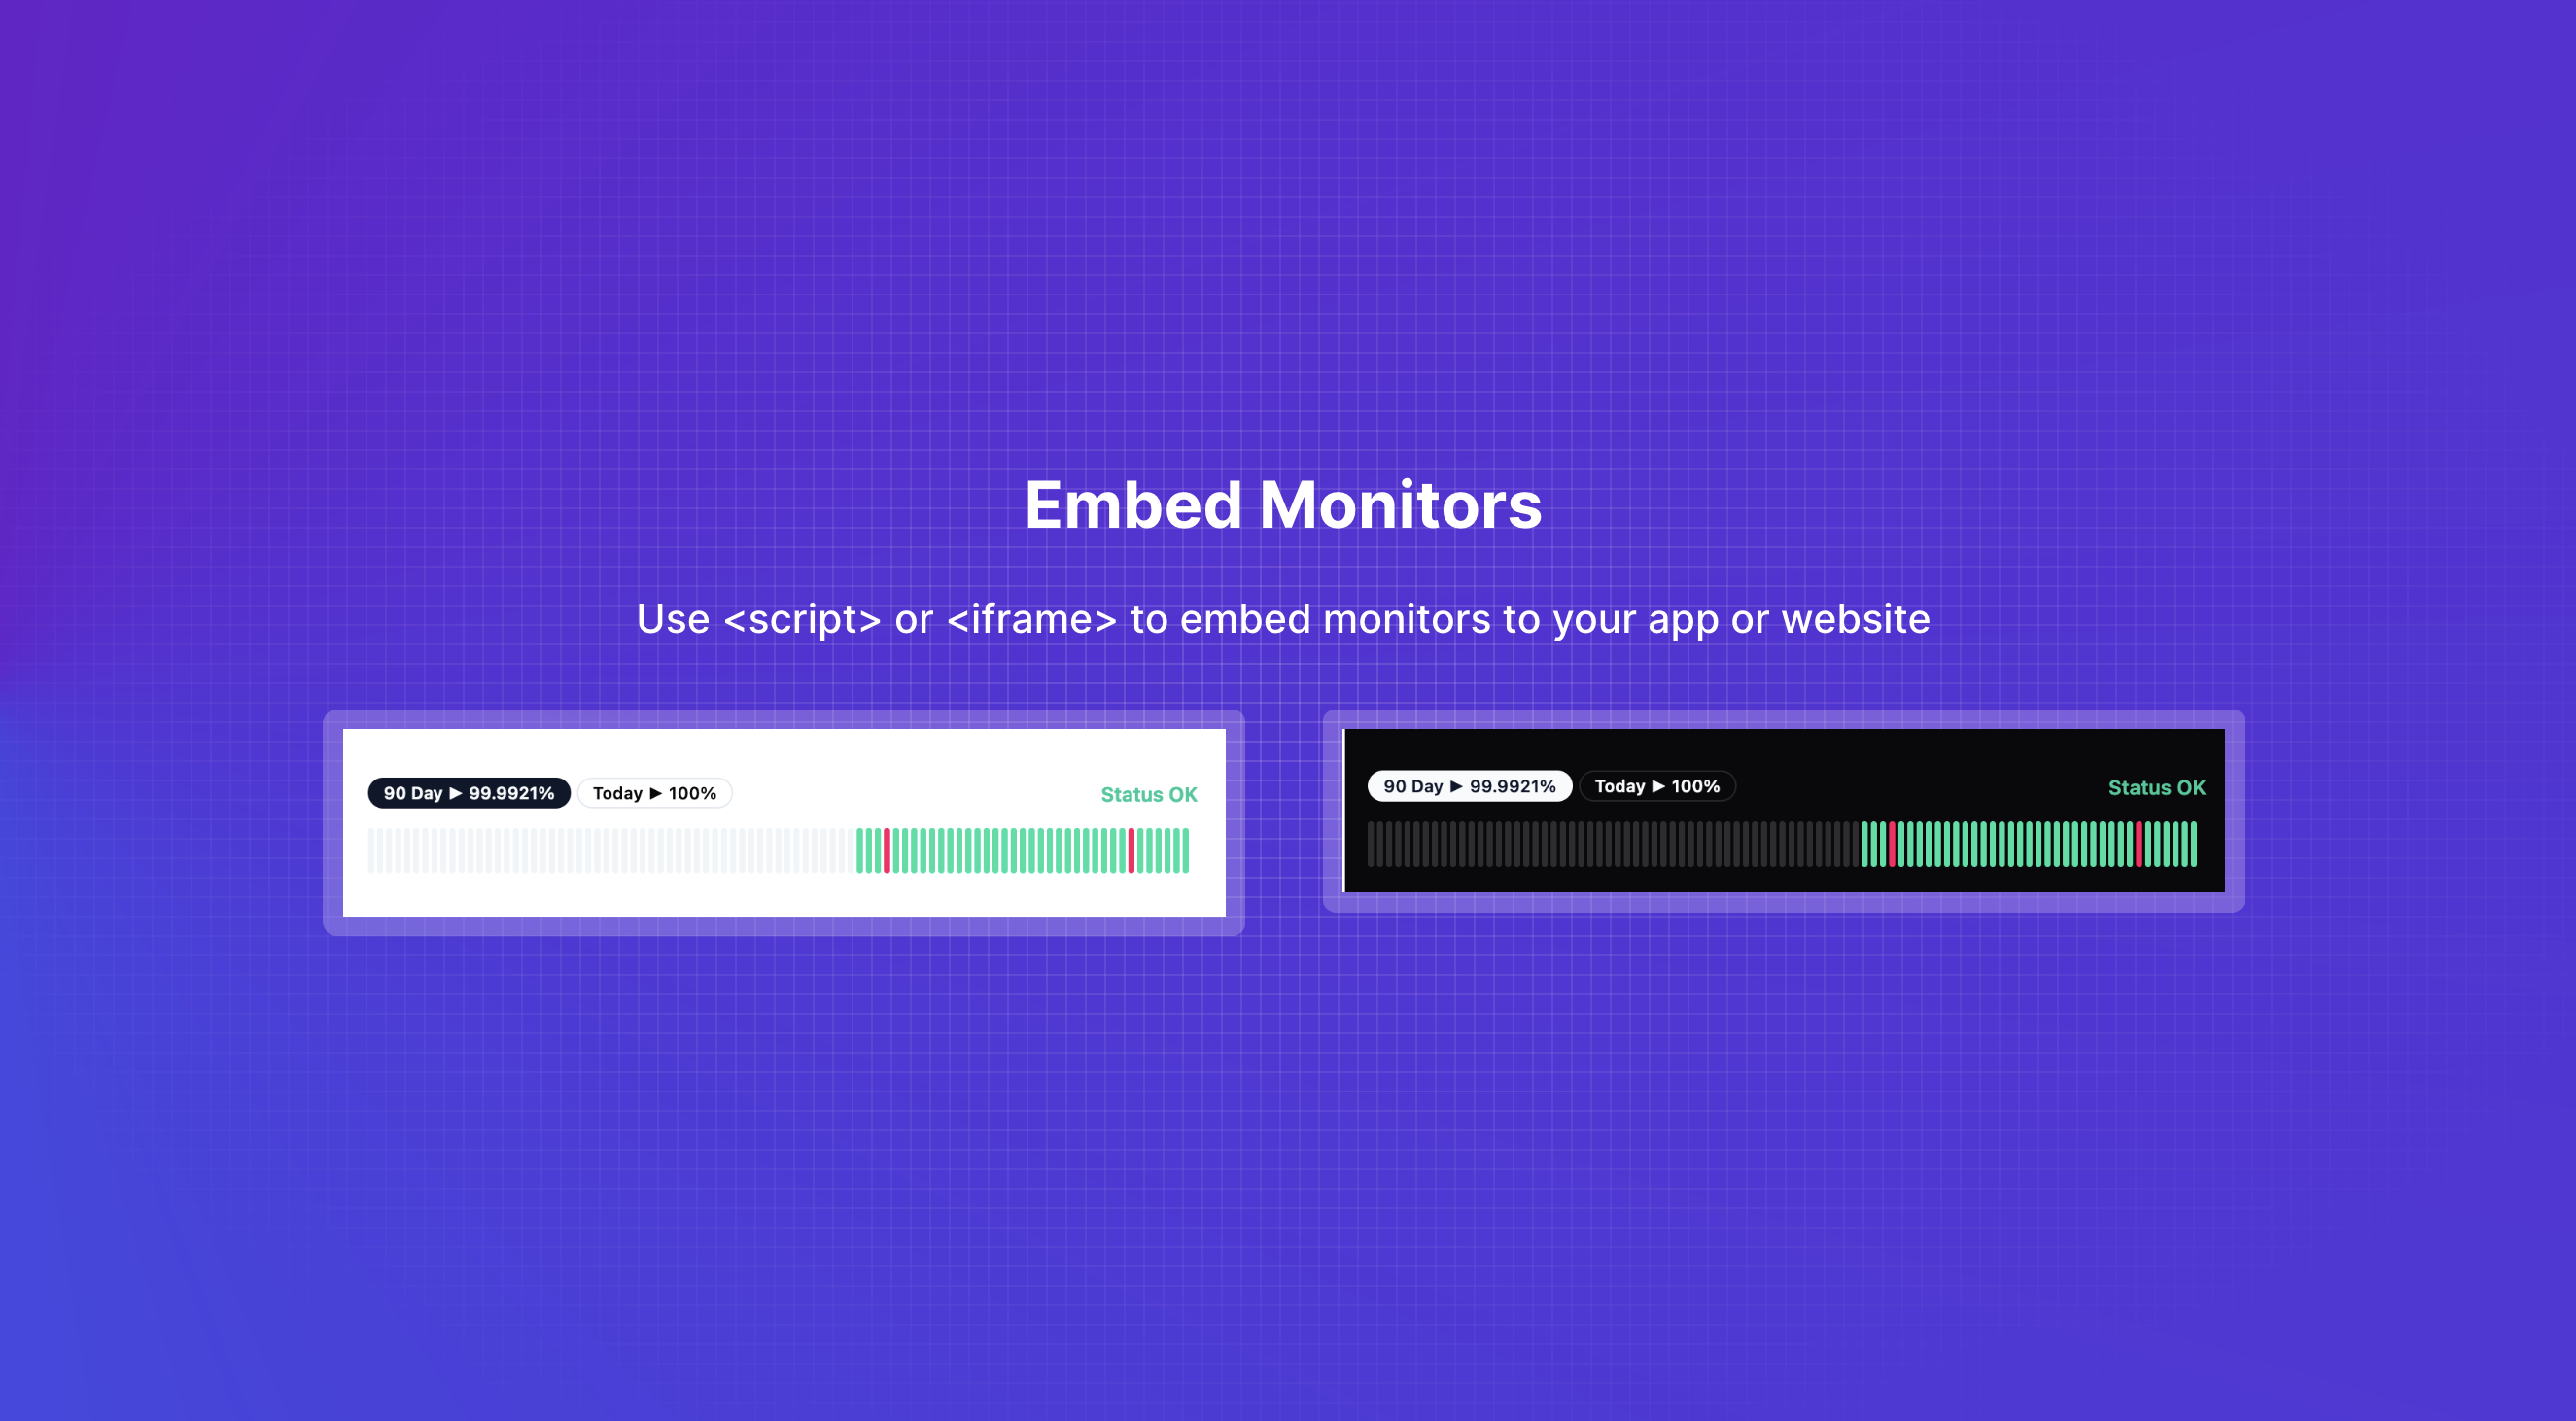 Embed Monitors
Use <script> or <iframe> to embed monitors to your app or website
90 Day ► 99.9921% Today ► 100% Status OK
90 Day ► 99.9921% Today ► 100% Status OK